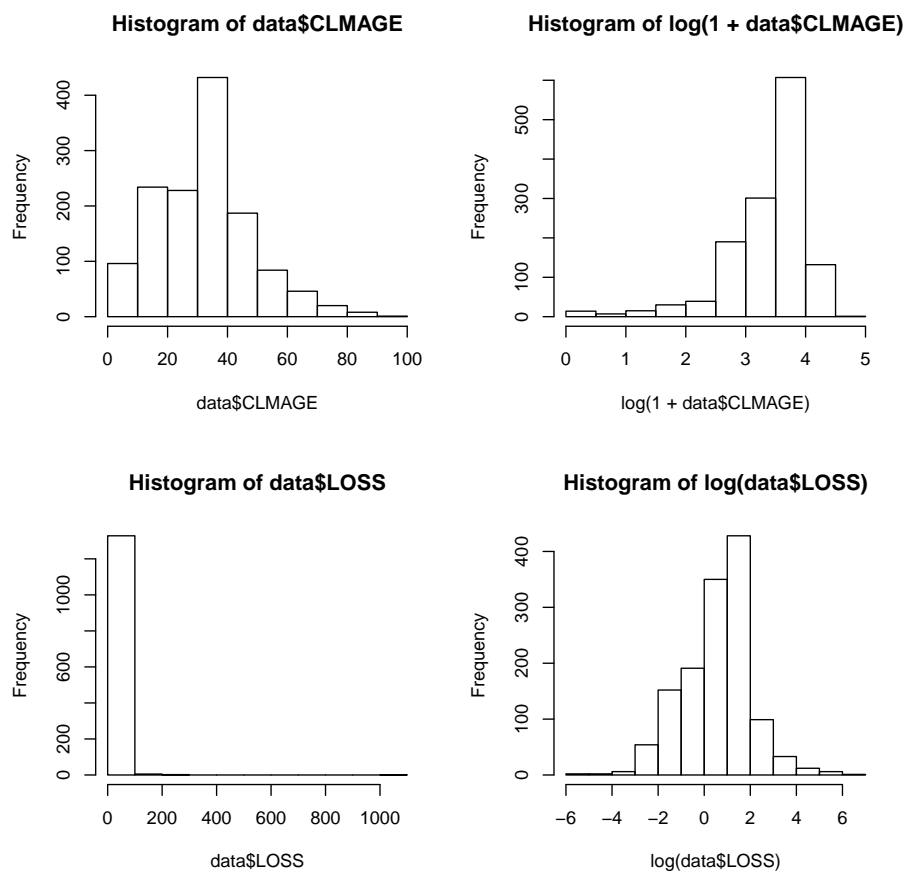 Histogram of data$CLMAGE
Frequency
400
300
200
100
0
0 20 40 60 80 100
data$CLMAGE
Histogram of log(1 + data$CLMAGE)
Frequency
500
300
100
0
0 1 2 3 4 5
log(1 + data$CLMAGE)
Histogram of data$LOSS
Frequency
1000
600
200
0
0 200 400 600 800 1000
data$LOSS
Histogram of log(data$LOSS)
Frequency
400
300
200
100
0
−6 −4 −2 0 2 4 6
log(data$LOSS)